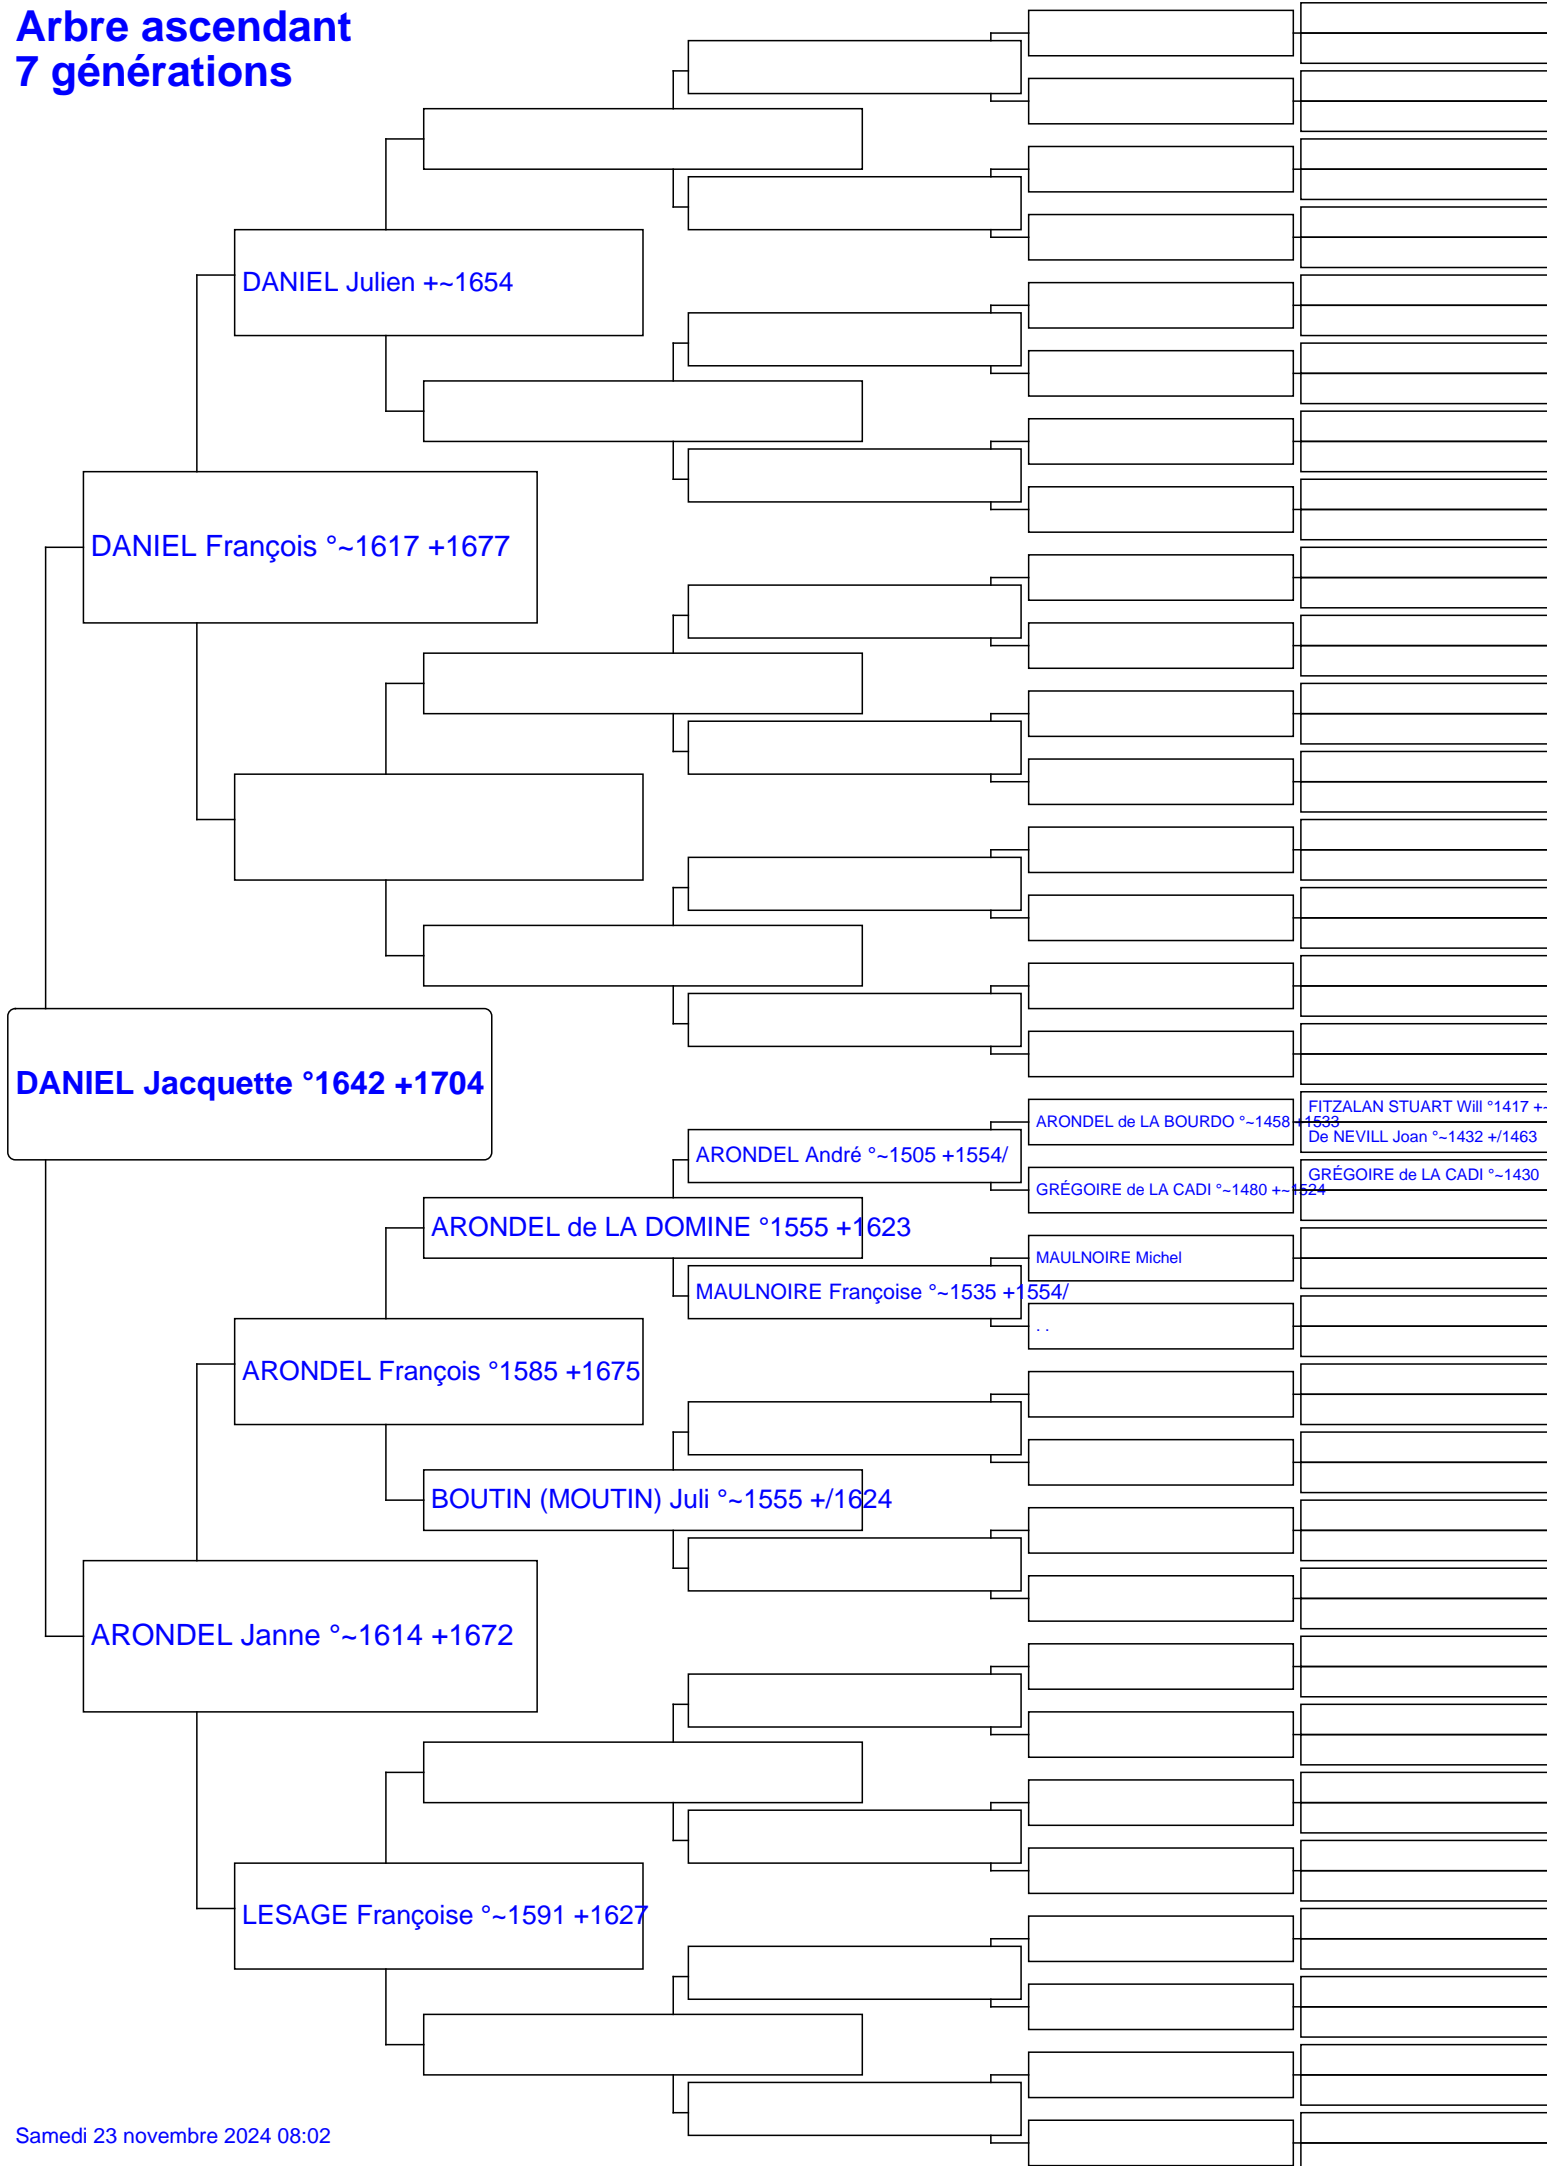 Arbre ascendant
7 générations
DANIEL Julien +~1654
DANIEL François °~1617 +1677
DANIEL Jacquette °1642 +1704
FITZALAN STUART Will °1417 +~
ARONDEL de LA BOURDO °~1458 +1533
De NEVILL Joan °~1432 +/1463
ARONDEL André °~1505 +1554/
GRÉGOIRE de LA CADI °~1430
GRÉGOIRE de LA CADI °~1480 +~1524
ARONDEL de LA DOMINE °1555 +1623
MAULNOIRE Michel
MAULNOIRE Françoise °~1535 +1554/
. .
ARONDEL François °1585 +1675
BOUTIN (MOUTIN) Juli °~1555 +/1624
ARONDEL Janne °~1614 +1672
LESAGE Françoise °~1591 +1627
Samedi 23 novembre 2024 08:02